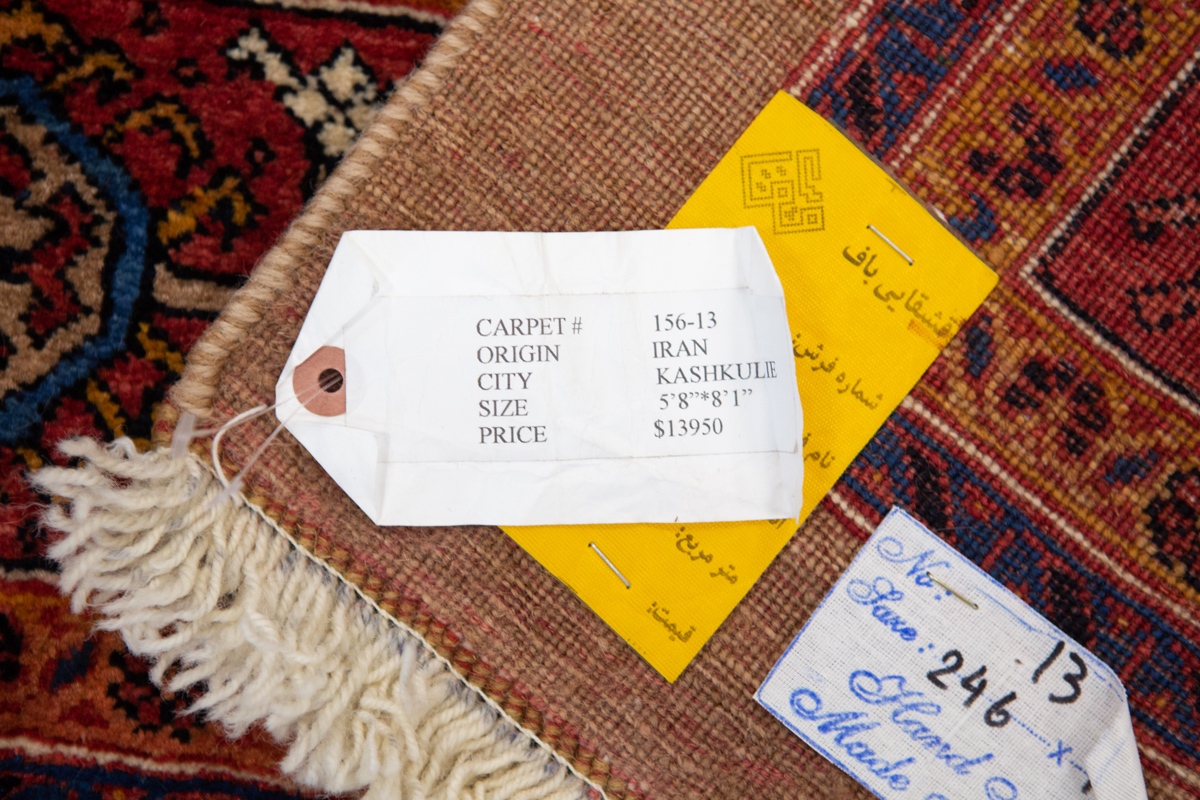 CARPET # 156-13
ORIGIN IRAN
CITY KASHKULIE
SIZE 5'8”*8'1”
PRICE $13950
قشقایی باف
شماره فرش:
نام
متر مربع:
قیمت:
No:
13
246
x
Hand
Made